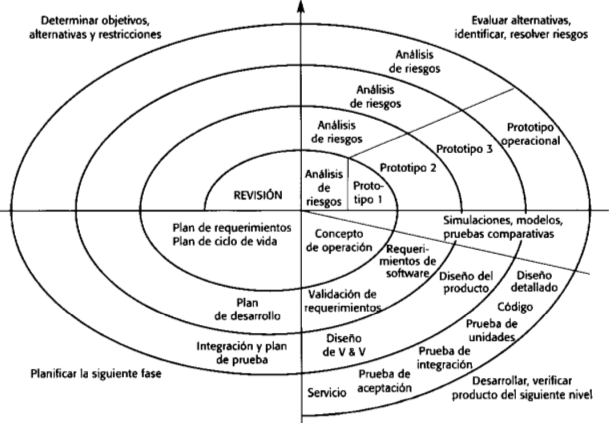 Determinar objetivos,
alternativas y restricciones
Evaluar alternativas,
identificar, resolver riesgos
Análisis
de riesgos
Análisis
de riesgos
Análisis
de riesgos
Análisis
de
riesgos
Proto-
tipo 1
Prototipo 2
Prototipo 3
Prototipo
operacional
REVISIÓN
Plan de requerimientos
Plan de ciclo de vida
Concepto
de operación
Simulaciones, modelos,
pruebas comparativas
Requeri-
mientos de
software
Diseño del
producto
Diseño
detallado
Plan
de desarrollo
Validación de
requerimientos
Código
Prueba de
unidades
Integración y plan
de prueba
Diseño
de V & V
Prueba de
integración
Prueba de
aceptación
Servicio
Planificar la siguiente fase
Desarrollar, verificar
producto del siguiente nivel